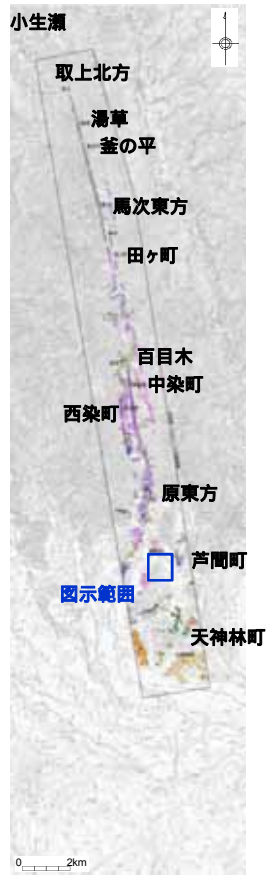 小生瀬
取上北方
湯草
釜の平
馬次東方
田ヶ町
百目木
中染町
西染町
原東方
芦間町
図示範囲
天神林町
0 2km